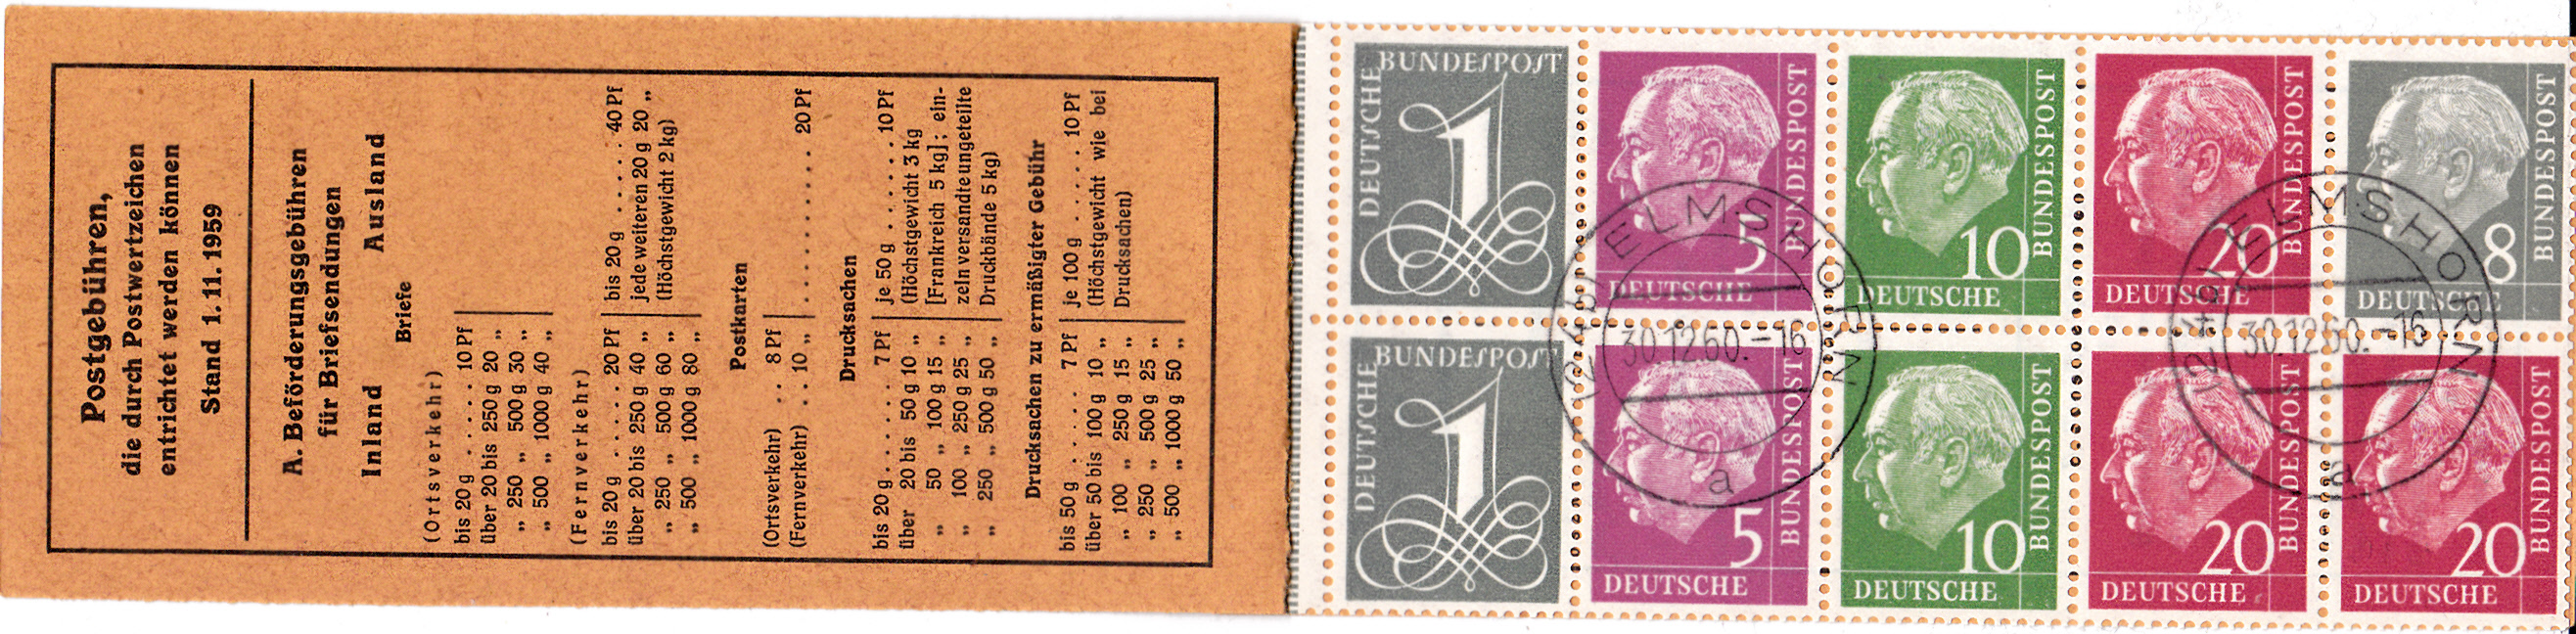 Postgebühren,
die durch Postwertzeichen
entrichtet werden können
Stand 1. 11. 1959
A. Beförderungsgebühren
für Briefsendungen
Inland Ausland
Briefe
(Ortsverkehr)
bis 20 g ..... 10 Pf
über 20 bis 250 g 20 „
„ 250 „ 500 g 30 „
„ 500 „ 1000 g 40 „
(Fernverkehr)
bis 20 g ..... 20 Pf bis 20 g ...... 40 Pf
über 20 bis 250 g 40 „ jede weiteren 20 g 20 „
„ 250 „ 500 g 60 „ (Höchstgewicht 2 kg)
„ 500 „ 1000 g 80 „
Postkarten
(Ortsverkehr) .. 8 Pf
(Fernverkehr) .. 10 „ ............ 20 Pf
Drucksachen
bis 20 g ...... 7 Pf je 50 g ....... 10 Pf
über 20 bis 50 g 10 „ (Höchstgewicht 3 kg
„ 50 „ 100 g 15 „ [Frankreich 5 kg]; ein-
„ 100 „ 250 g 25 „ zeln versandte ungeteilte
„ 250 „ 500 g 50 „ Druckbände 5 kg)
Drucksachen zu ermäßigter Gebühr
bis 50 g ..... 7 Pf je 100 g ...... 10 Pf
über 50 bis 100 g 10 „ (Höchstgewicht wie bei
„ 100 „ 250 g 15 „ Drucksachen)
„ 250 „ 500 g 25 „
„ 500 „ 1000 g 50 „
DEUTSCHE BUNDESPOST
1
5
DEUTSCHE BUNDESPOST
10
DEUTSCHE BUNDESPOST
20
DEUTSCHE BUNDESPOST
8
DEUTSCHE BUNDESPOST
DEUTSCHE BUNDESPOST
1
5
DEUTSCHE BUNDESPOST
10
DEUTSCHE BUNDESPOST
20
DEUTSCHE BUNDESPOST
20
DEUTSCHE BUNDESPOST
ELMSHORN
30.12.60.-16
a
ELMSHORN
30.12.60.-16
a